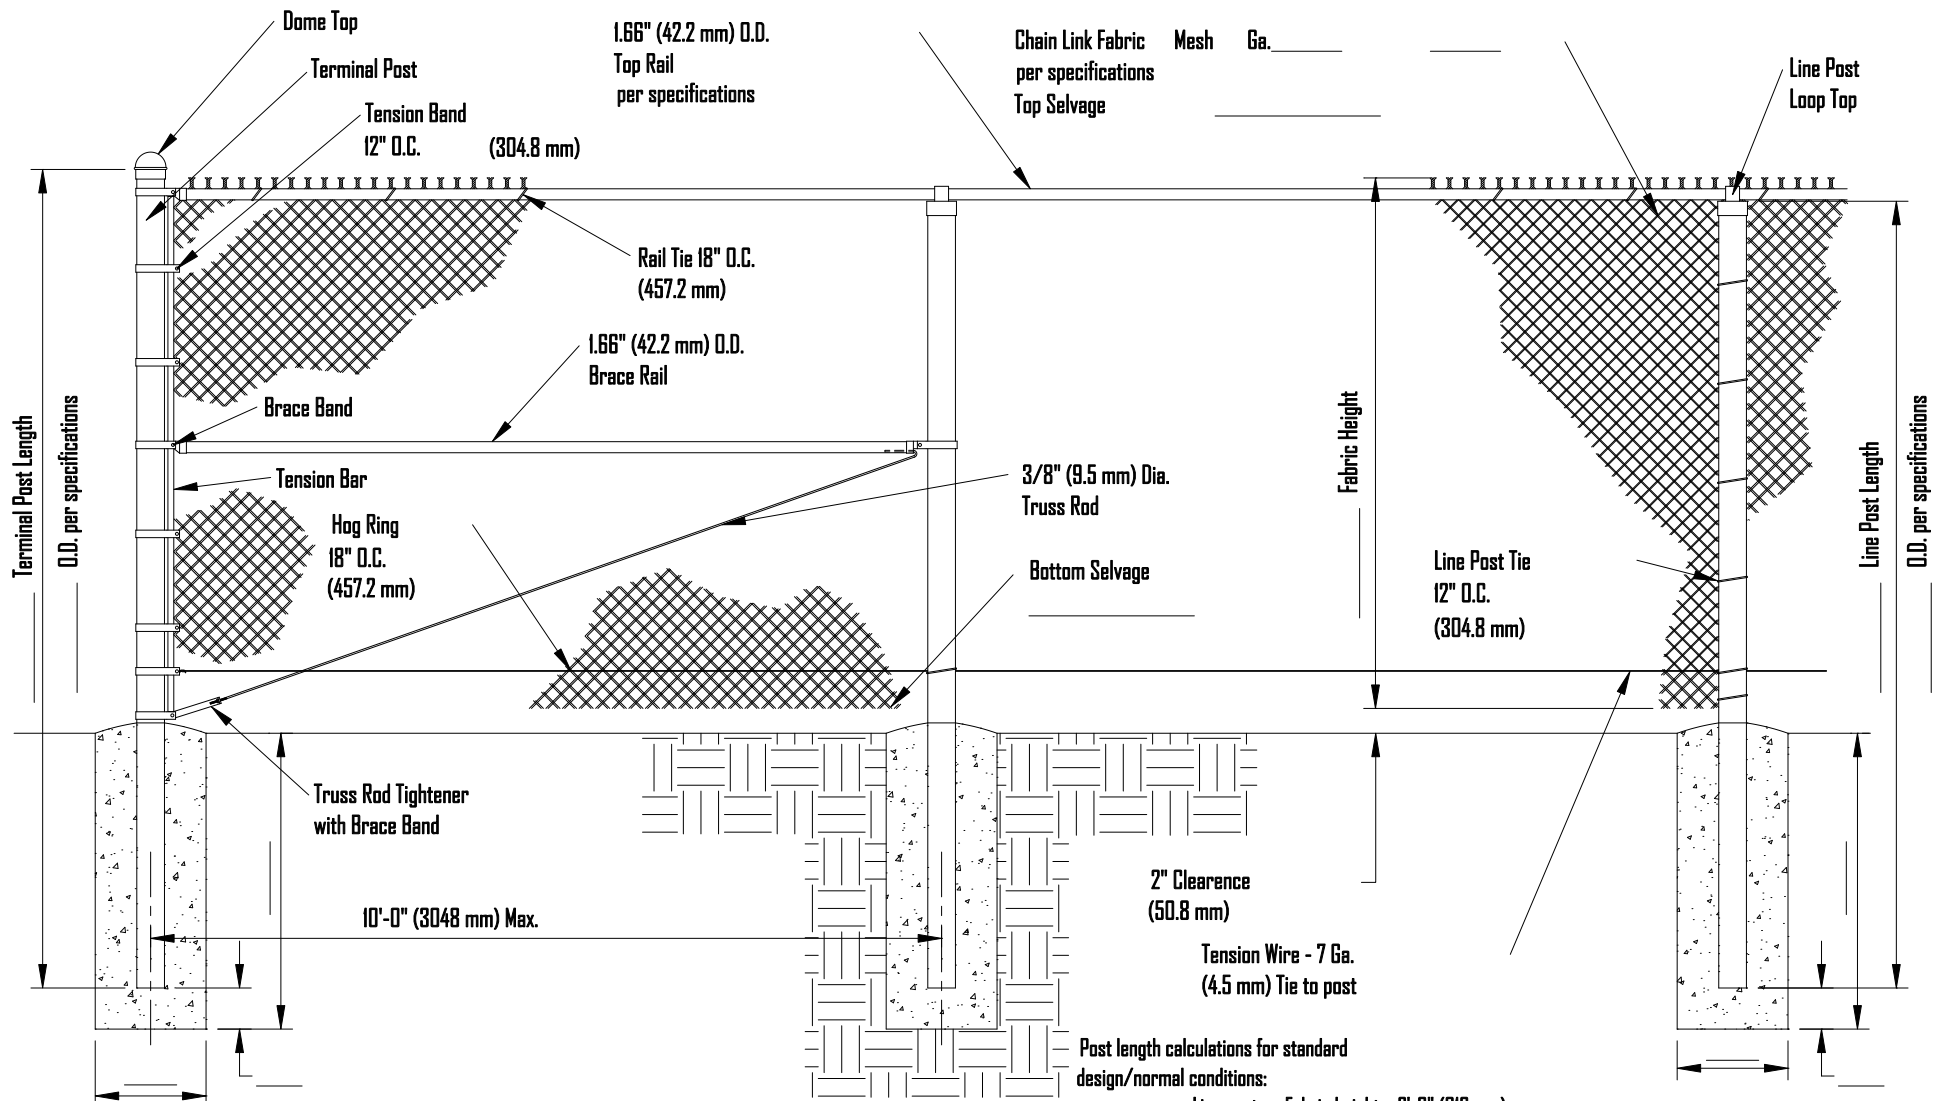 Dome Top
Terminal Post
Tension Band
12" O.C. (304.8 mm)
1.66" (42.2 mm) O.D.
Top Rail
per specifications
Chain Link Fabric Mesh Ga.
per specifications
Top Selvage
Line Post
Loop Top
Rail Tie 18" O.C.
(457.2 mm)
1.66" (42.2 mm) O.D.
Brace Rail
Brace Band
Tension Bar
Hog Ring
18" O.C.
(457.2 mm)
Terminal Post Length
O.D. per specifications
3/8" (9.5 mm) Dia.
Truss Rod
Bottom Selvage
Fabric Height
Line Post Tie
12" O.C.
(304.8 mm)
Line Post Length
O.D. per specifications
Truss Rod Tightener
with Brace Band
10'-0" (3048 mm) Max.
2" Clearence
(50.8 mm)
Tension Wire - 7 Ga.
(4.5 mm) Tie to post
Post length calculations for standard
design/normal conditions: